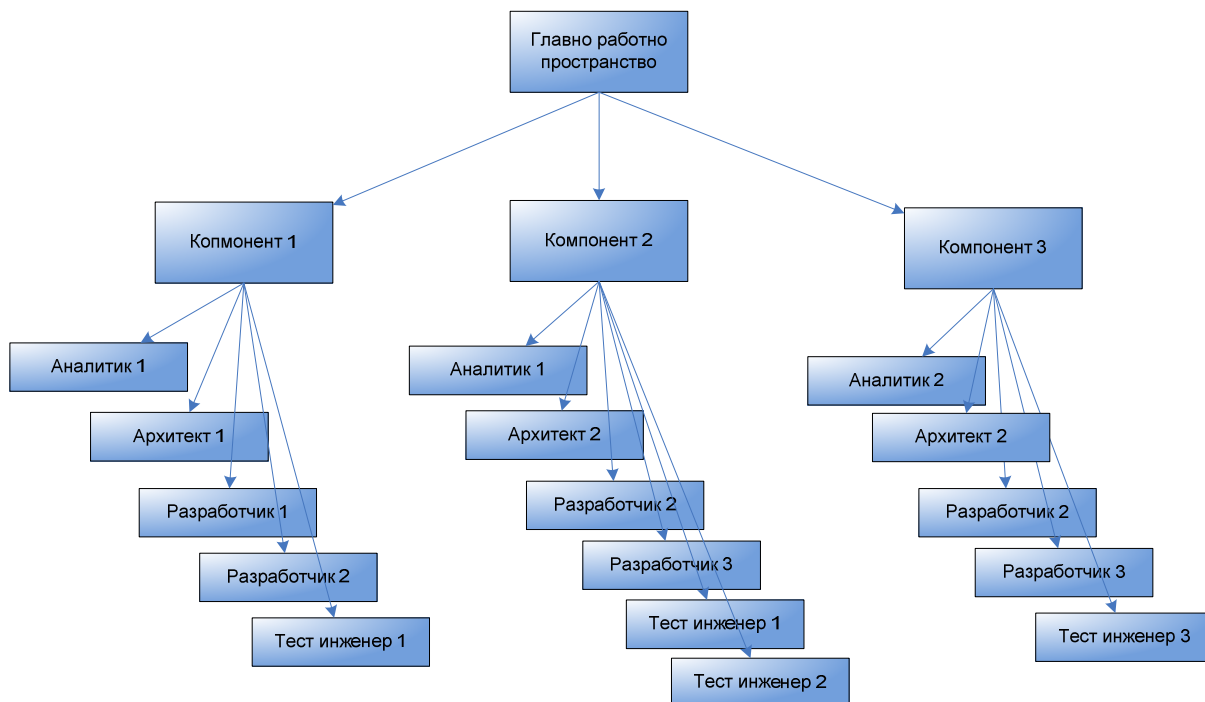 Главно работно
пространство
Копмонент 1
Компонент 2
Компонент 3
Аналитик 1
Архитект 1
Разработчик 1
Разработчик 2
Тест инженер 1
Аналитик 1
Архитект 2
Разработчик 2
Разработчик 3
Тест инженер 1
Тест инженер 2
Аналитик 2
Архитект 2
Разработчик 2
Разработчик 3
Тест инженер 3